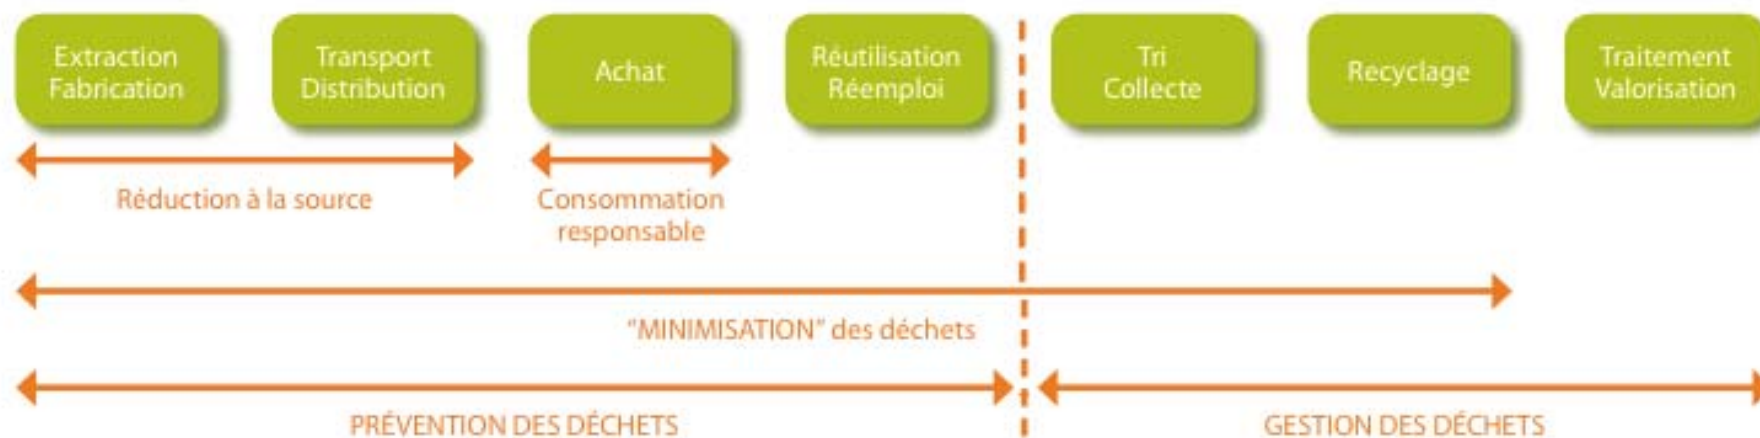 Extraction
Fabrication
Transport
Distribution
Achat
Réutilisation
Réemploi
Tri
Collecte
Recyclage
Traitement
Valorisation
Réduction à la source
Consommation
responsable
“MINIMISATION” des déchets
PRÉVENTION DES DÉCHETS
GESTION DES DÉCHETS